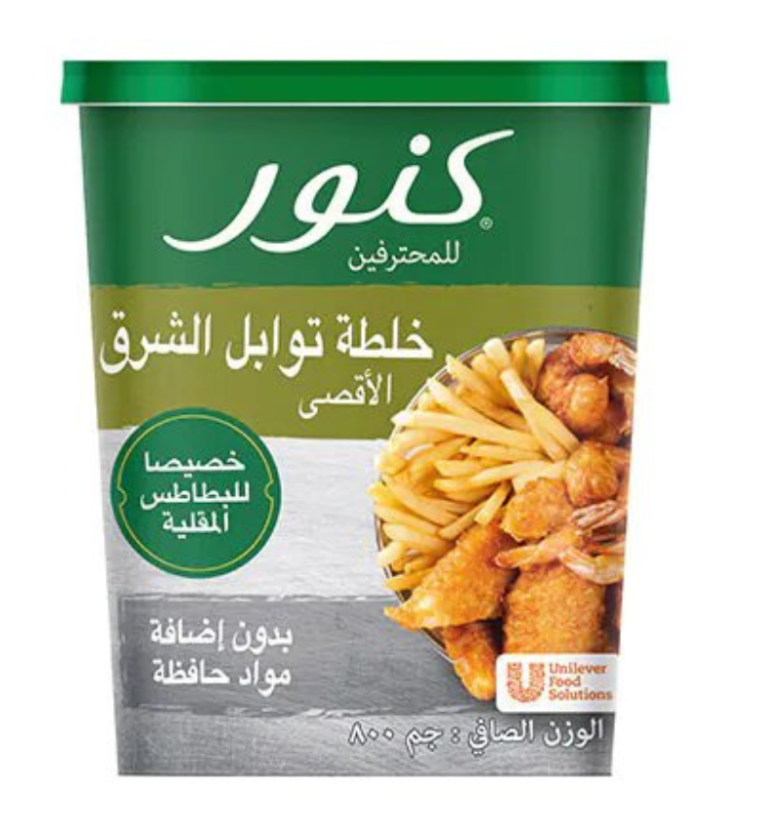 كنور®
للمحترفين
خلطة توابل الشرق
الأقصى
خصيصا
للبطاطس
المقلية
بدون إضافة
مواد حافظة
Unilever
Food
Solutions
الوزن الصافي : جم ٨٠٠